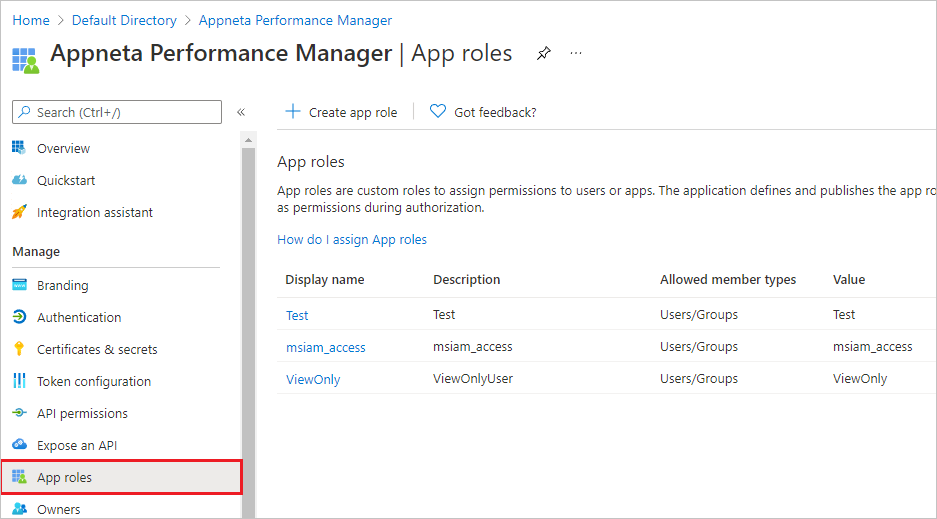 Home > Default Directory > Appneta Performance Manager
Appneta Performance Manager | App roles ...
Search (Ctrl+/) «
Overview
Quickstart
Integration assistant
Manage
Branding
Authentication
Certificates & secrets
Token configuration
API permissions
Expose an API
App roles
Owners
+ Create app role Got feedback?
App roles
App roles are custom roles to assign permissions to users or apps. The application defines and publishes the app ro
as permissions during authorization.
How do I assign App roles
Display name Description Allowed member types Value
Test Test Users/Groups Test
msiam_access msiam_access Users/Groups msiam_access
ViewOnly ViewOnlyUser Users/Groups ViewOnly